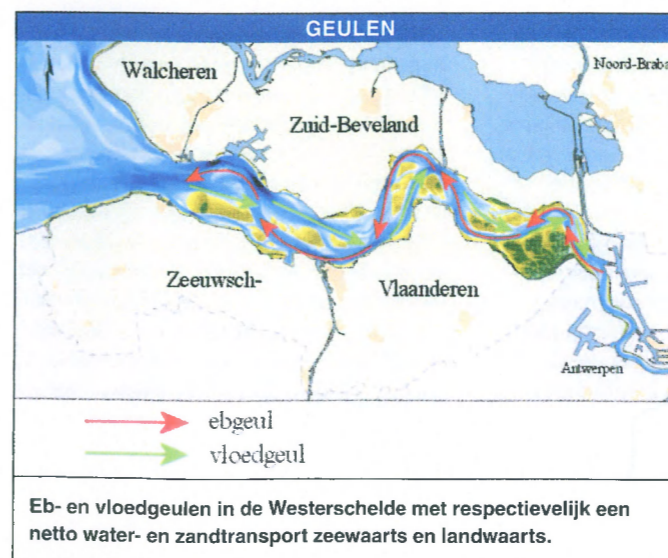 GEULEN
Walcheren
Noord-Braba
Zuid-Beveland
Zeeuwsch-
Vlaanderen
Antwerpen
ebgeul
vloedgeul
Eb- en vloedgeulen in de Westerschelde met respectievelijk een
netto water- en zandtransport zeewaarts en landwaarts.